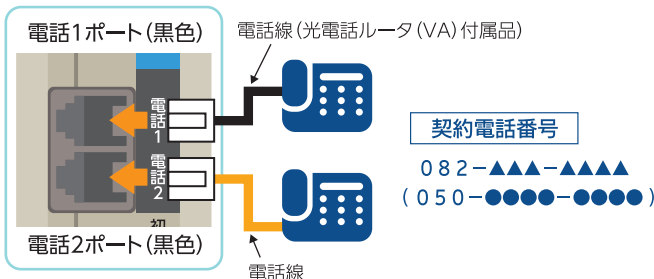 電話1ポート(黒色)
電話線(光電話ルータ(VA)付属品)
電話1
電話2
契約電話番号
082-▲▲▲-▲▲▲▲
(050-●●●●-●●●●)
初
電話2ポート(黒色)
電話線